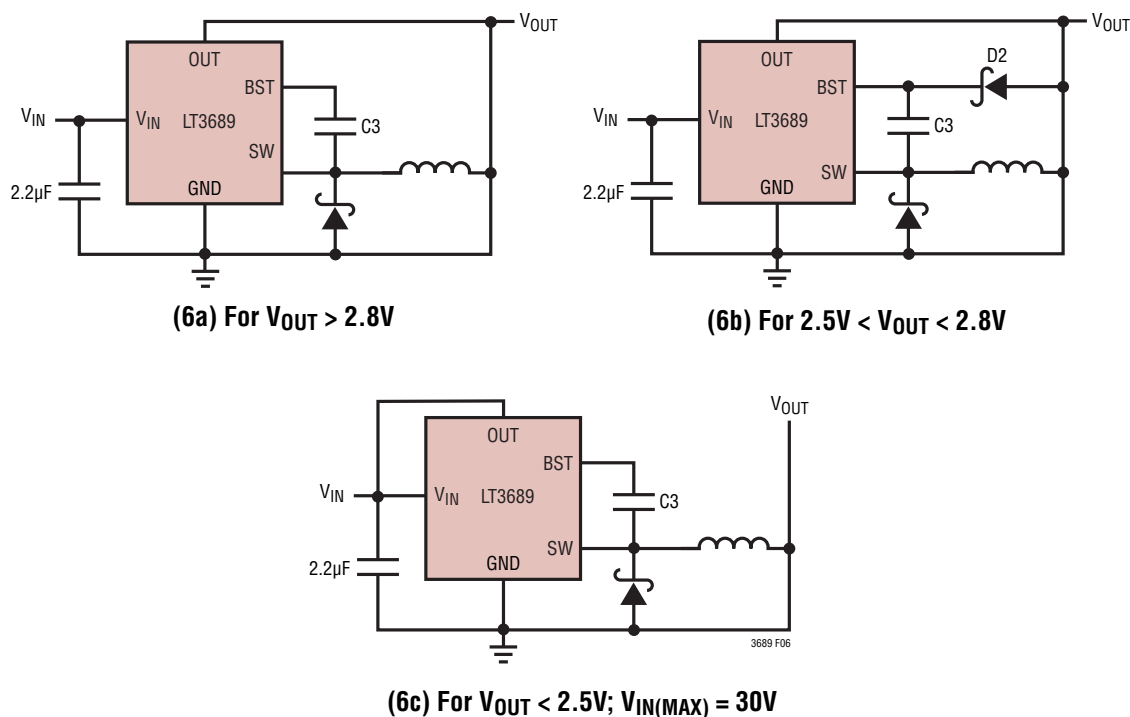 V_OUT
OUT
BST
V_IN
V_IN
LT3689
C3
SW
2.2µF
GND
(6a) For V_OUT > 2.8V
V_OUT
OUT
D2
BST
V_IN
V_IN
LT3689
C3
SW
2.2µF
GND
(6b) For 2.5V < V_OUT < 2.8V
V_OUT
OUT
BST
V_IN
V_IN
LT3689
C3
SW
2.2µF
GND
3689 F06
(6c) For V_OUT < 2.5V; V_IN(MAX) = 30V